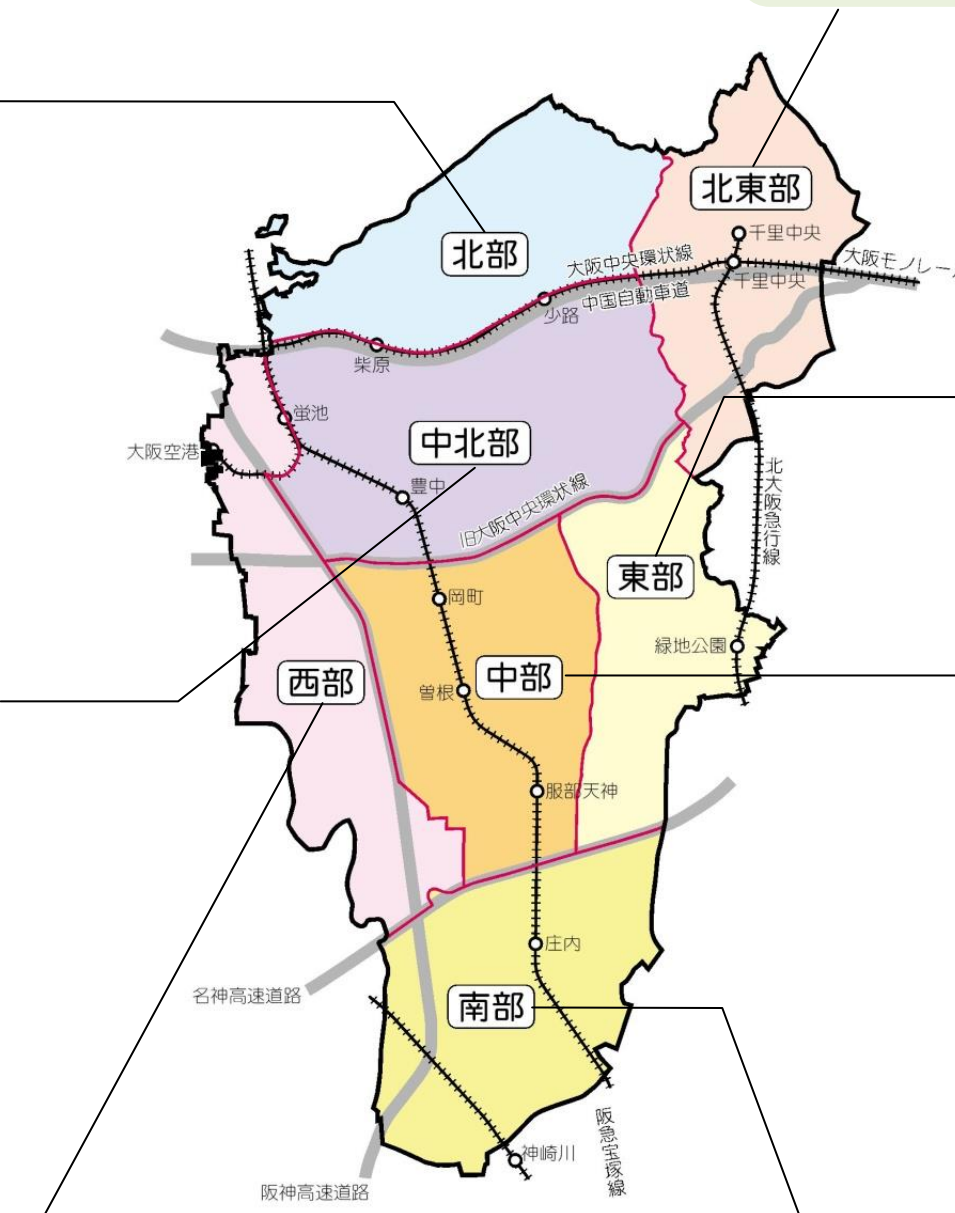 北東部
千里中央
北部
大阪中央環状線
大阪モノレール
千里中央
中国自動車道
少路
柴原
蛍池
中北部
大阪空港
豊中
旧大阪中央環状線
北大阪急行線
東部
岡町
緑地公園
西部
曽根
中部
服部天神
庄内
名神高速道路
南部
阪急宝塚線
神崎川
阪神高速道路